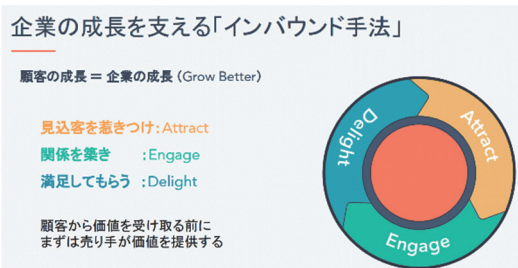 企業の成長を支える「インバウンド手法」
顧客の成長 = 企業の成長 (Grow Better)
見込客を惹きつけ: Attract
関係を築き :Engage
満足してもらう : Delight
顧客から価値を受け取る前に
まずは売り手が価値を提供する
Delight
Attract
Engage